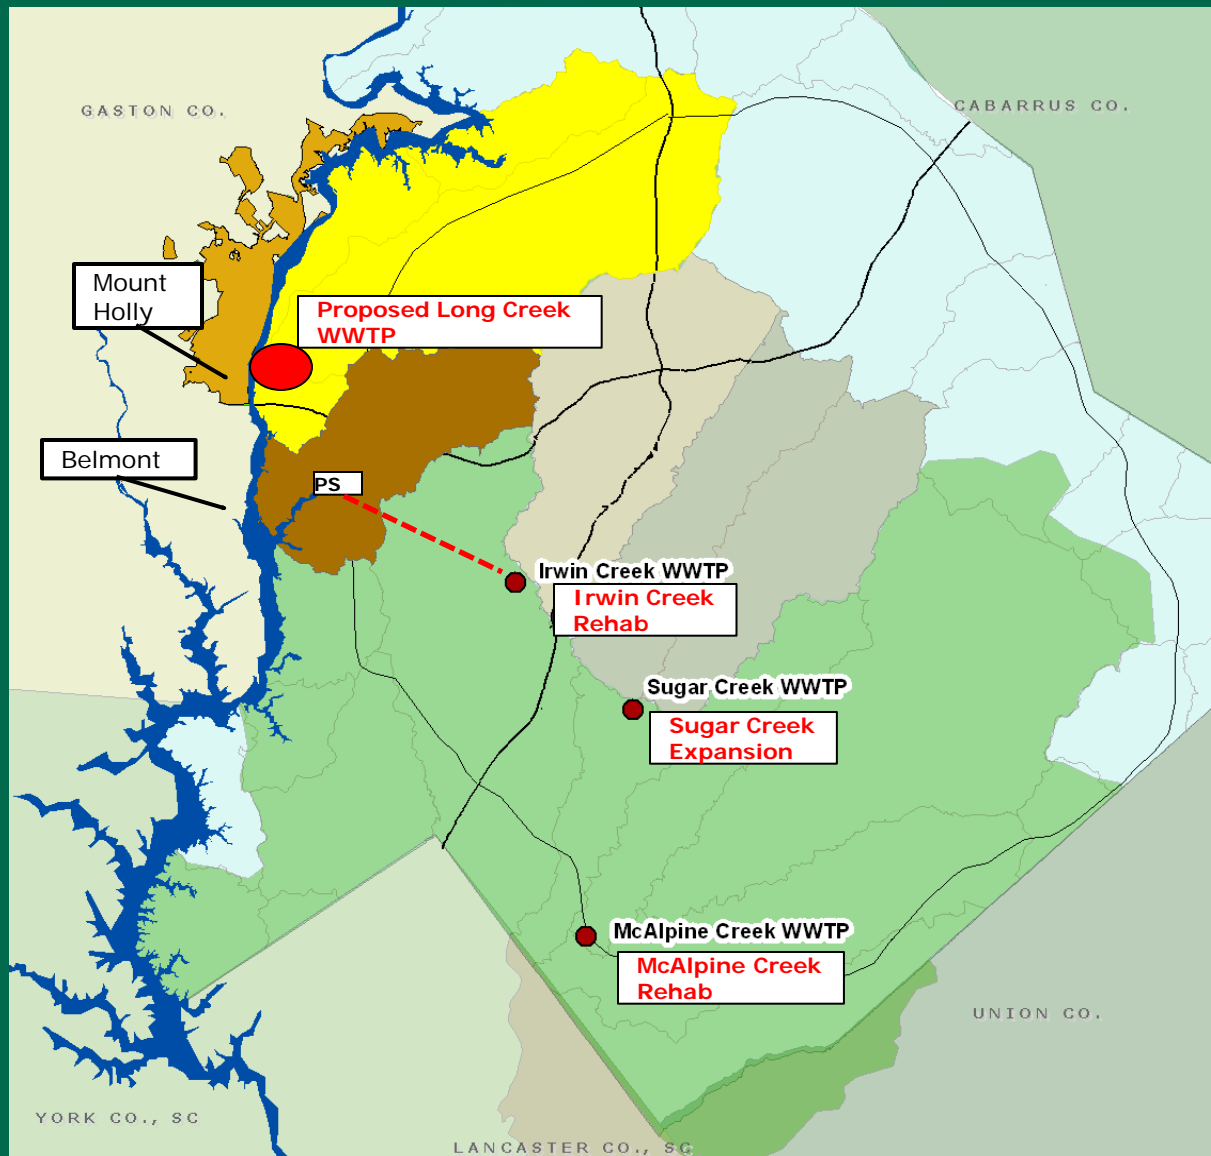 GASTON CO.
CABARRUS CO.
Mount
Holly
Proposed Long Creek
WWTP
Belmont
PS
Irwin Creek WWTP
Irwin Creek
Rehab
Sugar Creek WWTP
Sugar Creek
Expansion
McAlpine Creek WWTP
McAlpine Creek
Rehab
UNION CO.
YORK CO., SC
LANCASTER CO., SC